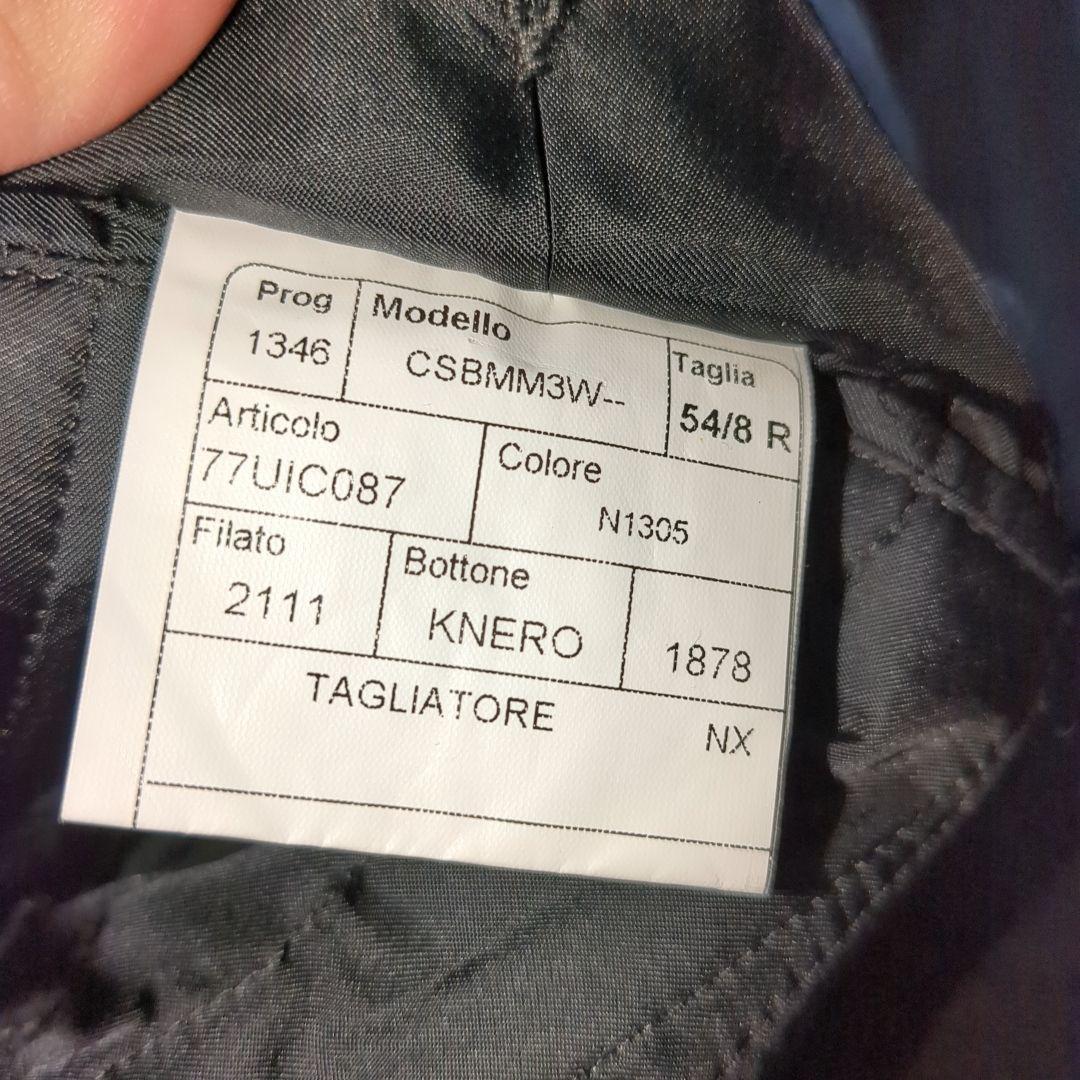 Prog
1346
Modello
CSBMM3W--
Taglia
54/8 R
Articolo
77UIC087
Colore
N1305
Filato
2111
Bottone
KNERO
1878
TAGLIATORE
NX